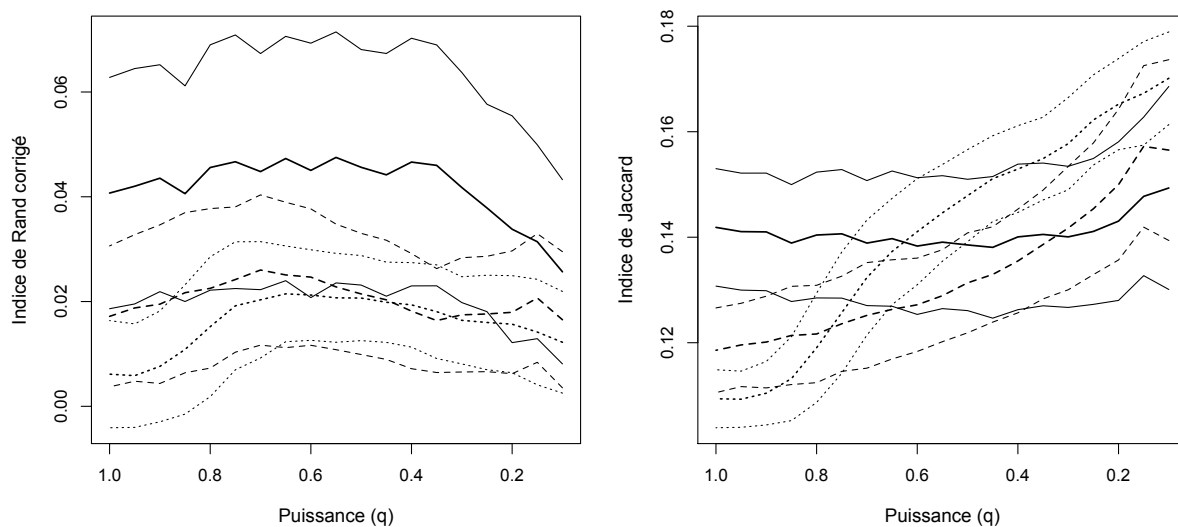 Indice de Rand corrigé
0.06
0.04
0.02
0.00
1.0 0.8 0.6 0.4 0.2
Puissance (q)
Indice de Jaccard
0.18
0.16
0.14
0.12
1.0 0.8 0.6 0.4 0.2
Puissance (q)